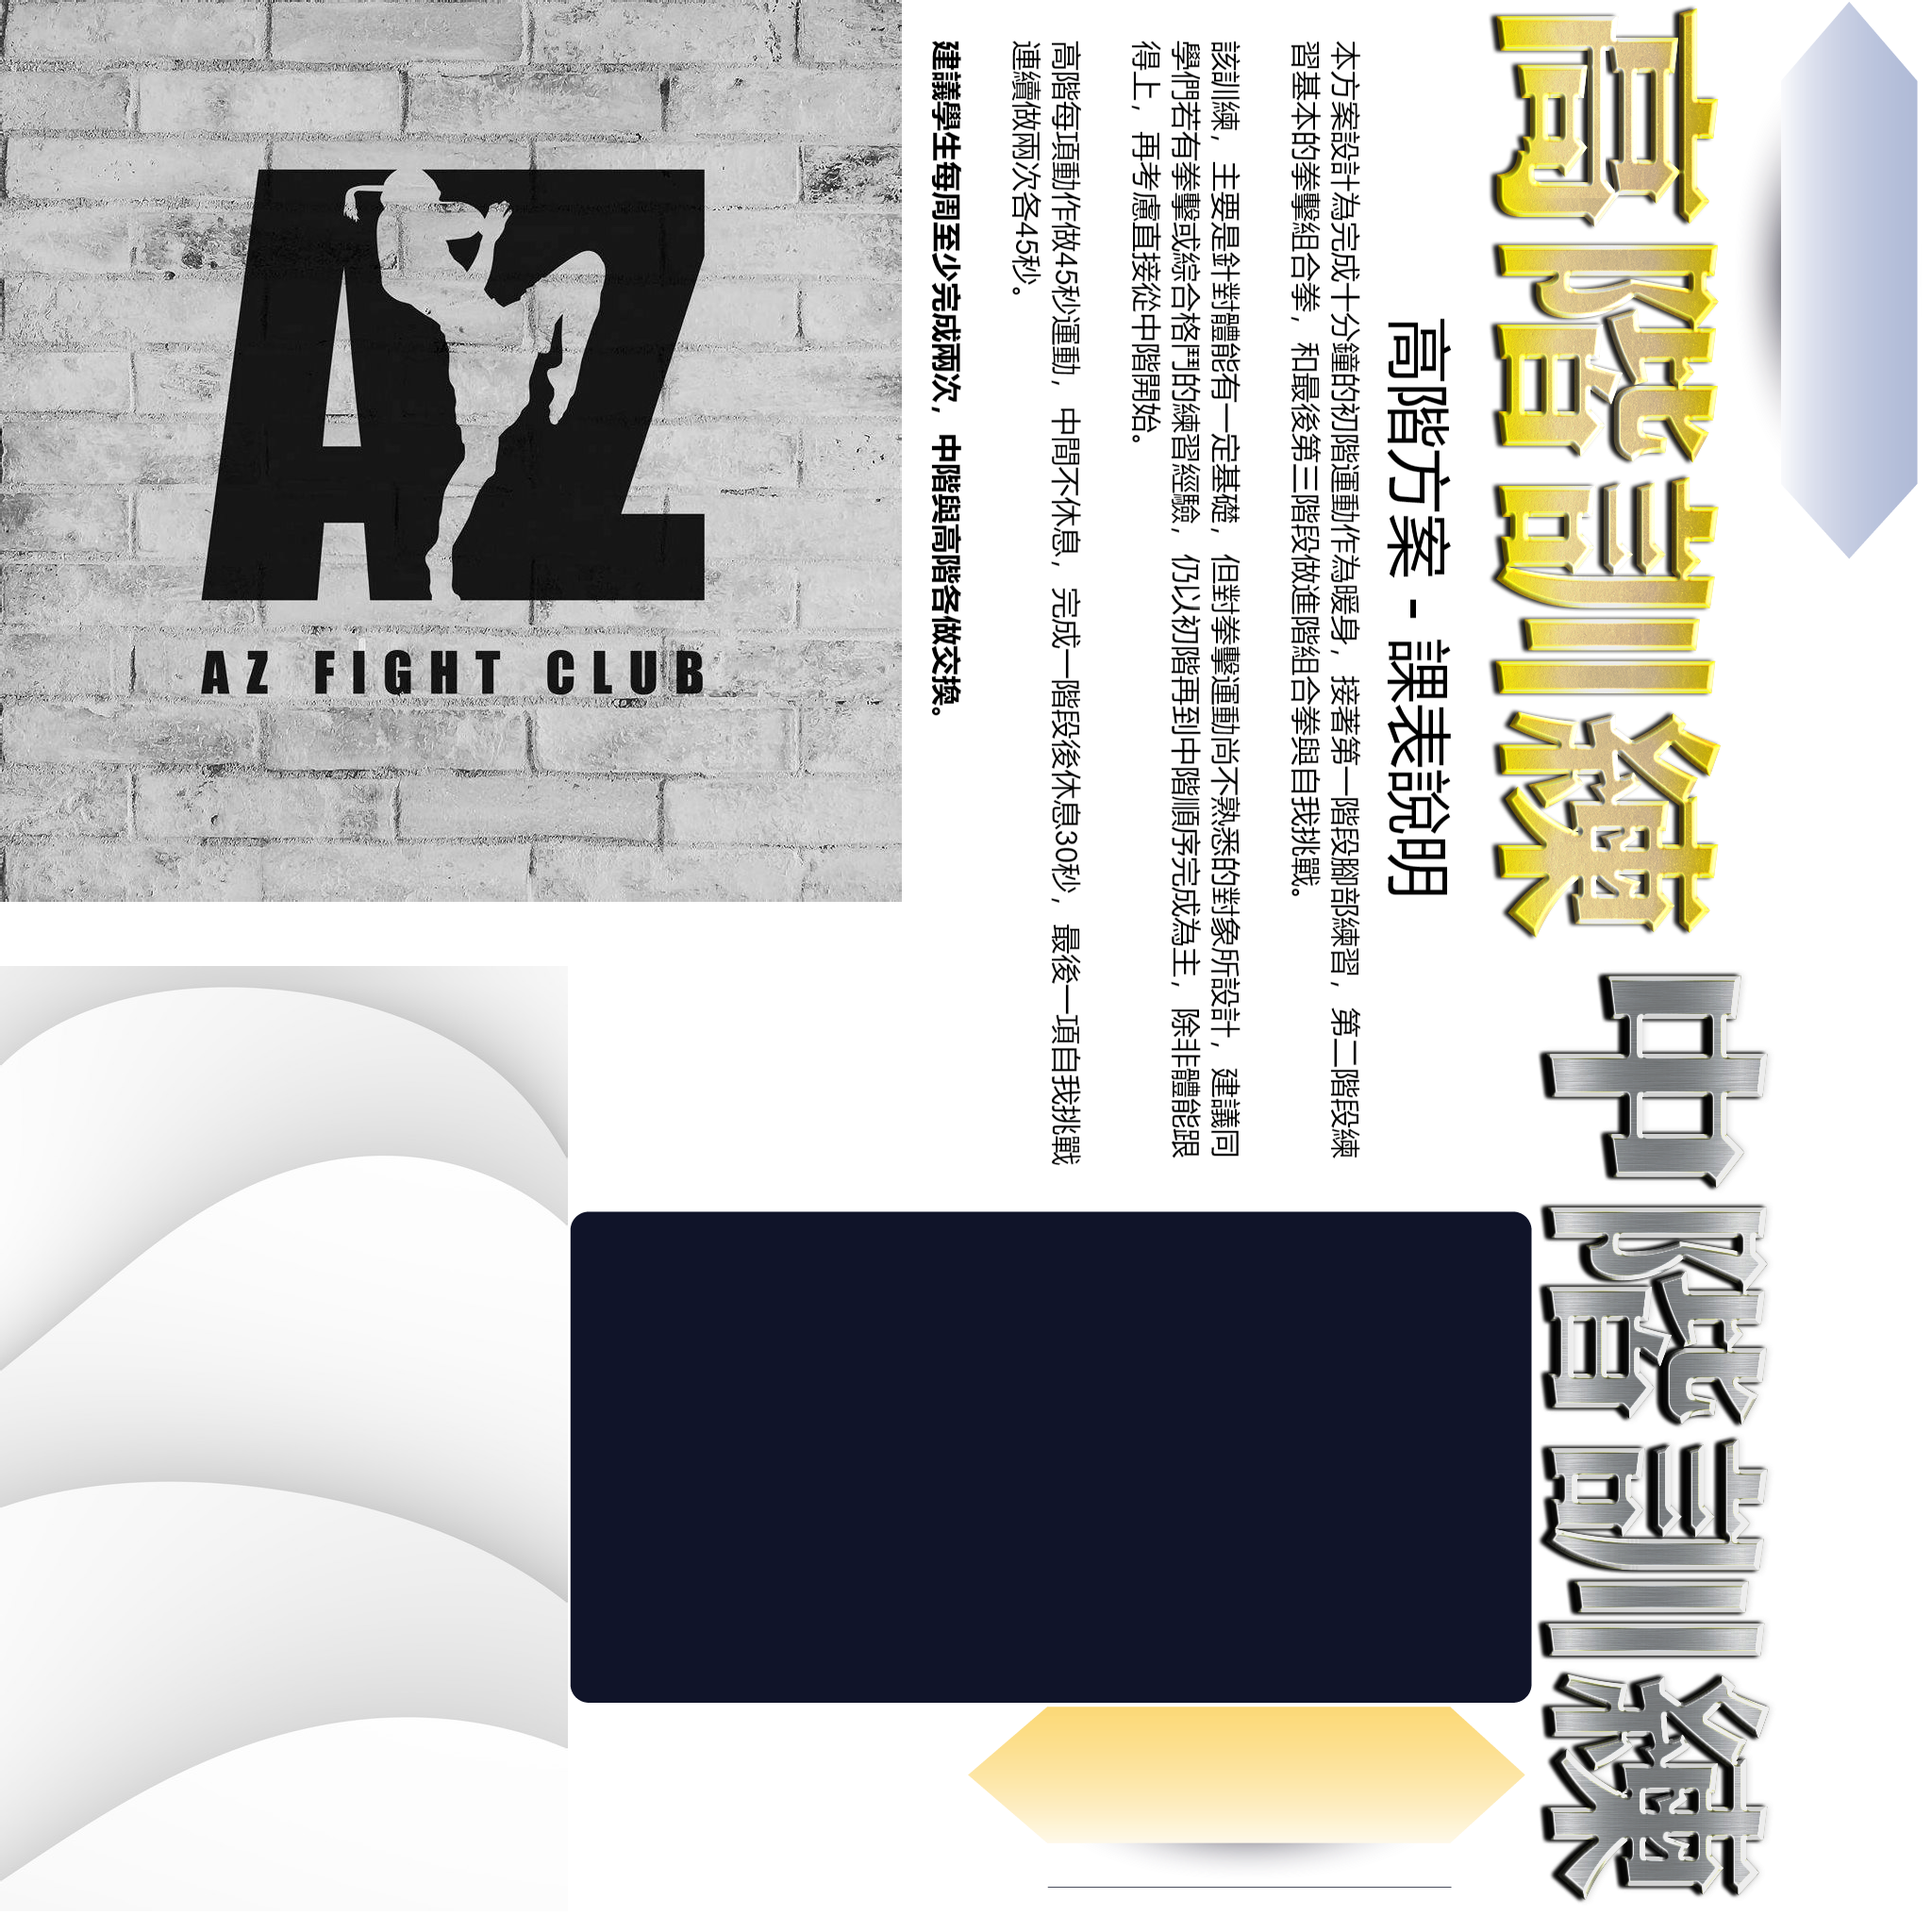 高階訓練
高階方案 - 課表說明
本方案設計為完成十分鐘的初階運動作為暖身，接著第一階段腳部練習，第二階段練
習基本的拳擊組合拳，和最後第三階段做進階組合拳與自我挑戰。
該訓練，主要是針對體能有一定基礎，但對拳擊運動尚不熟悉的對象所設計，建議同
學們若有拳擊或綜合格鬥的練習經驗，仍以初階再到中階順序完成為主，除非體能跟
得上，再考慮直接從中階開始。
高階每項動作做45秒運動，中間不休息，完成一階段後休息30秒，最後一項自我挑戰
連續做兩次各45秒。
建議學生每周至少完成兩次，中階與高階各做交換。
AZ
AZ FIGHT CLUB
中階訓練